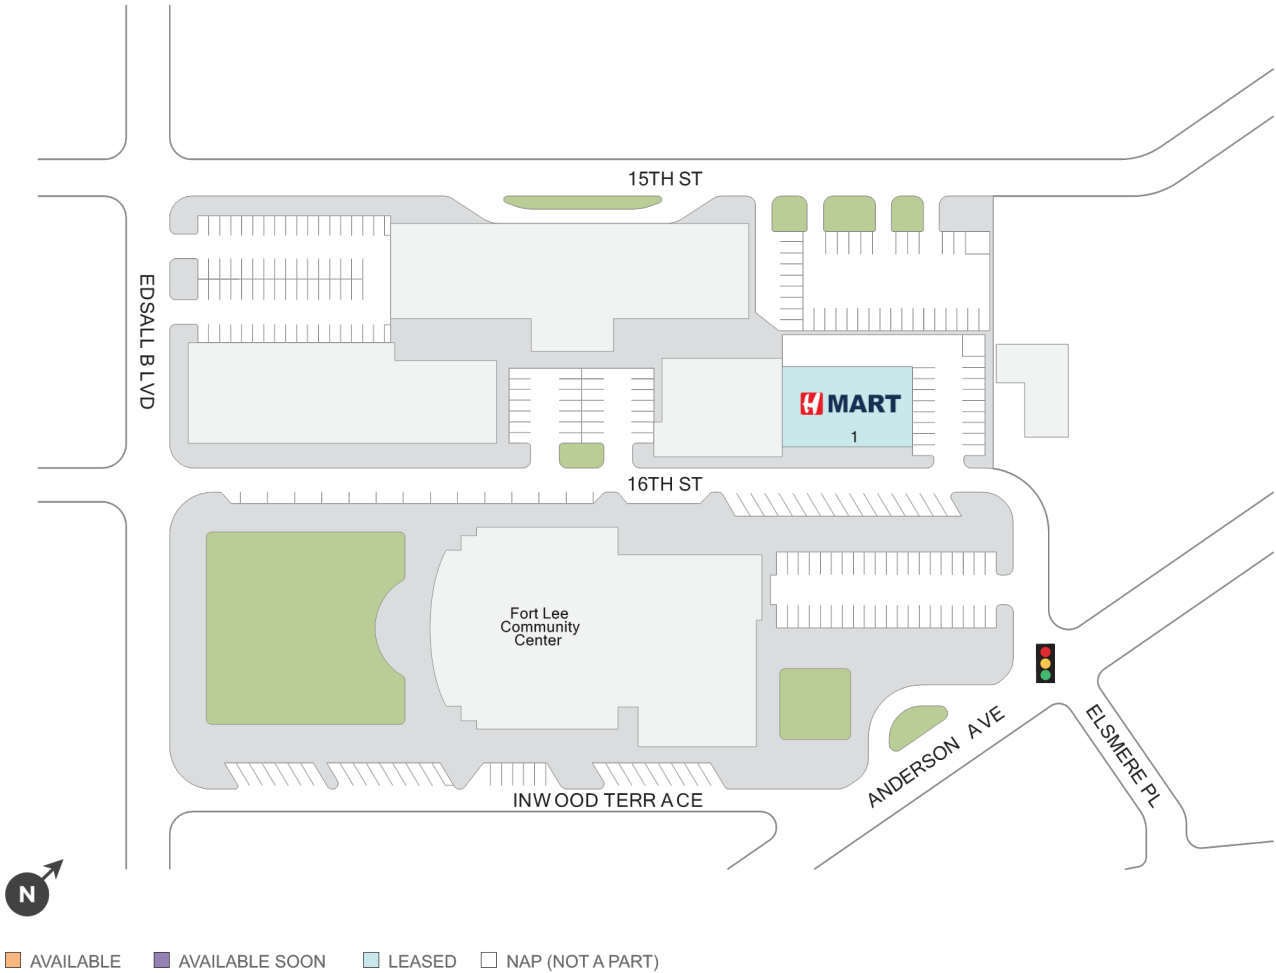 15TH ST
EDSALL BLVD
H MART
1
16TH ST
Fort Lee
Community
Center
ANDERSON AVE
ELSMERE PL
INWOOD TERRACE
N
AVAILABLE
AVAILABLE SOON
LEASED
NAP (NOT A PART)